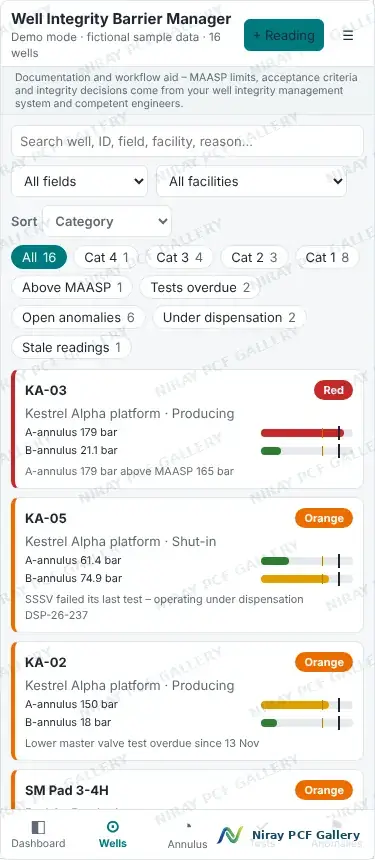 Well Integrity Barrier Manager
Demo mode · fictional sample data · 16
wells
+ Reading
Documentation and workflow aid – MAASP limits, acceptance criteria
and integrity decisions come from your well integrity management
system and competent engineers.
Search well, ID, field, facility, reason...
All fields
All facilities
Sort
Category
All 16
Cat 4 1
Cat 3 4
Cat 2 3
Cat 1 8
Above MAASP 1
Tests overdue 2
Open anomalies 6
Under dispensation 2
Stale readings 1
KA-03
Red
Kestrel Alpha platform · Producing
A-annulus 179 bar
B-annulus 21.1 bar
A-annulus 179 bar above MAASP 165 bar
KA-05
Orange
Kestrel Alpha platform · Shut-in
A-annulus 61.4 bar
B-annulus 74.9 bar
SSSV failed its last test – operating under dispensation
DSP-26-237
KA-02
Orange
Kestrel Alpha platform · Producing
A-annulus 150 bar
B-annulus 18 bar
Lower master valve test overdue since 13 Nov
SM Pad 3-4H
Orange
Dashboard
Wells
Annulus
Tests
Anomalies
Niray PCF Gallery
NIRAY PCF GALLERY